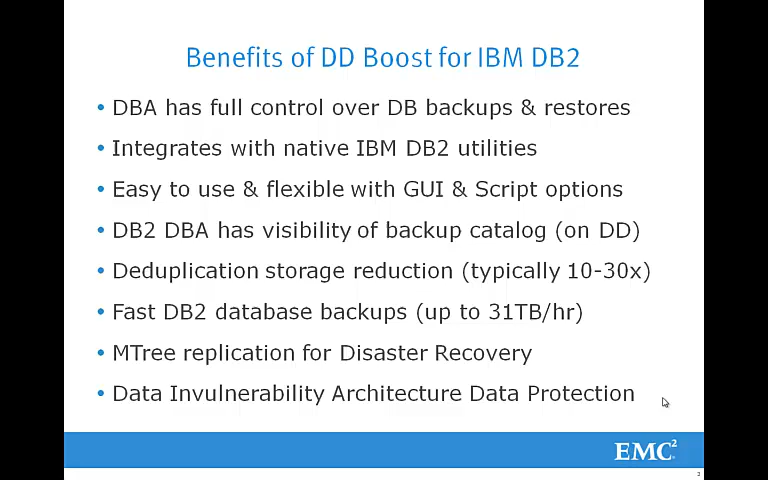 Benefits of DD Boost for IBM DB2
• DBA has full control over DB backups & restores
• Integrates with native IBM DB2 utilities
• Easy to use & flexible with GUI & Script options
• DB2 DBA has visibility of backup catalog (on DD)
• Deduplication storage reduction (typically 10-30x)
• Fast DB2 database backups (up to 31TB/hr)
• MTree replication for Disaster Recovery
• Data Invulnerability Architecture Data Protection
EMC²